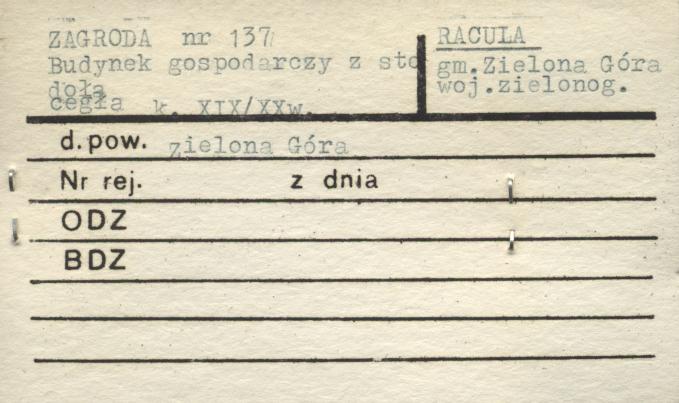 ZAGRODA nr 137
Budynek gospodarczy z sto
dołą
cegła k. XIX/XXw.
RACULA
gm.Zielona Góra
woj.zielonog.
d.pow. zielona Góra
Nr rej. z dnia
ODZ
BDZ